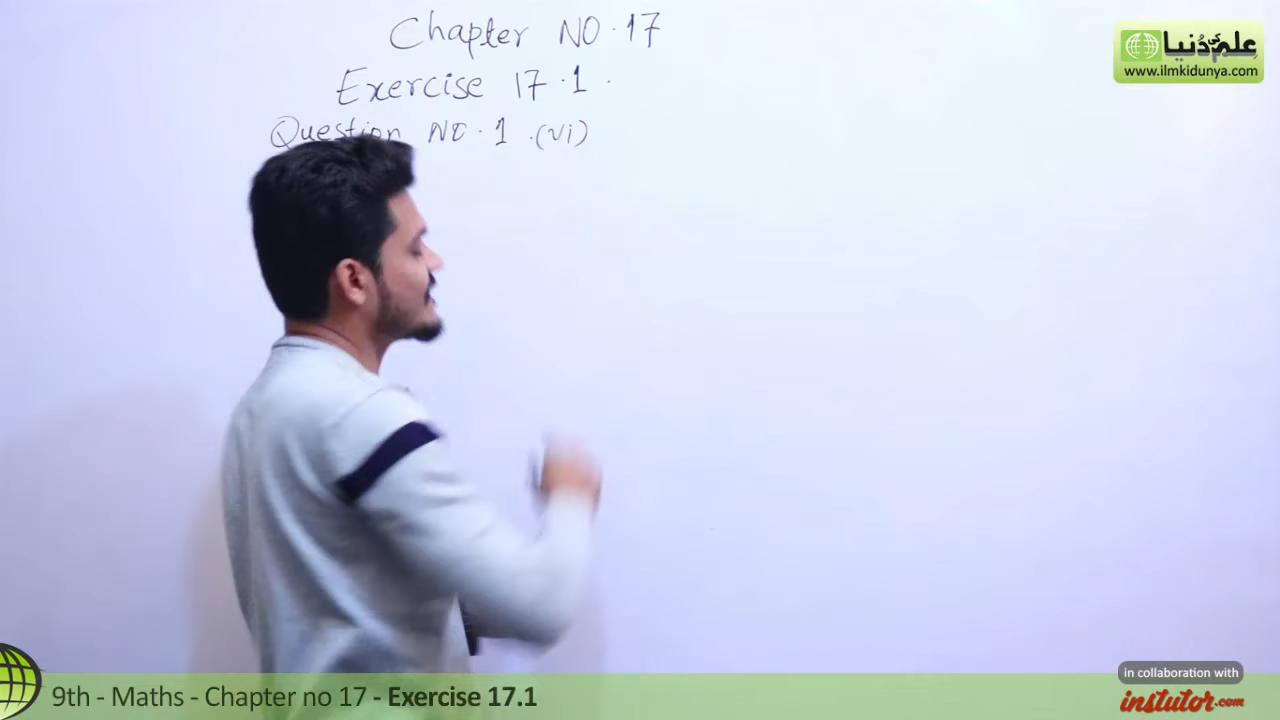 Chapter NO. 17
Exercise 17.1.
Question NO. 1 .(vi)
علم کی دُنیا
www.ilmkidunya.com
in collaboration with
instutor.com
9th - Maths - Chapter no 17 - Exercise 17.1